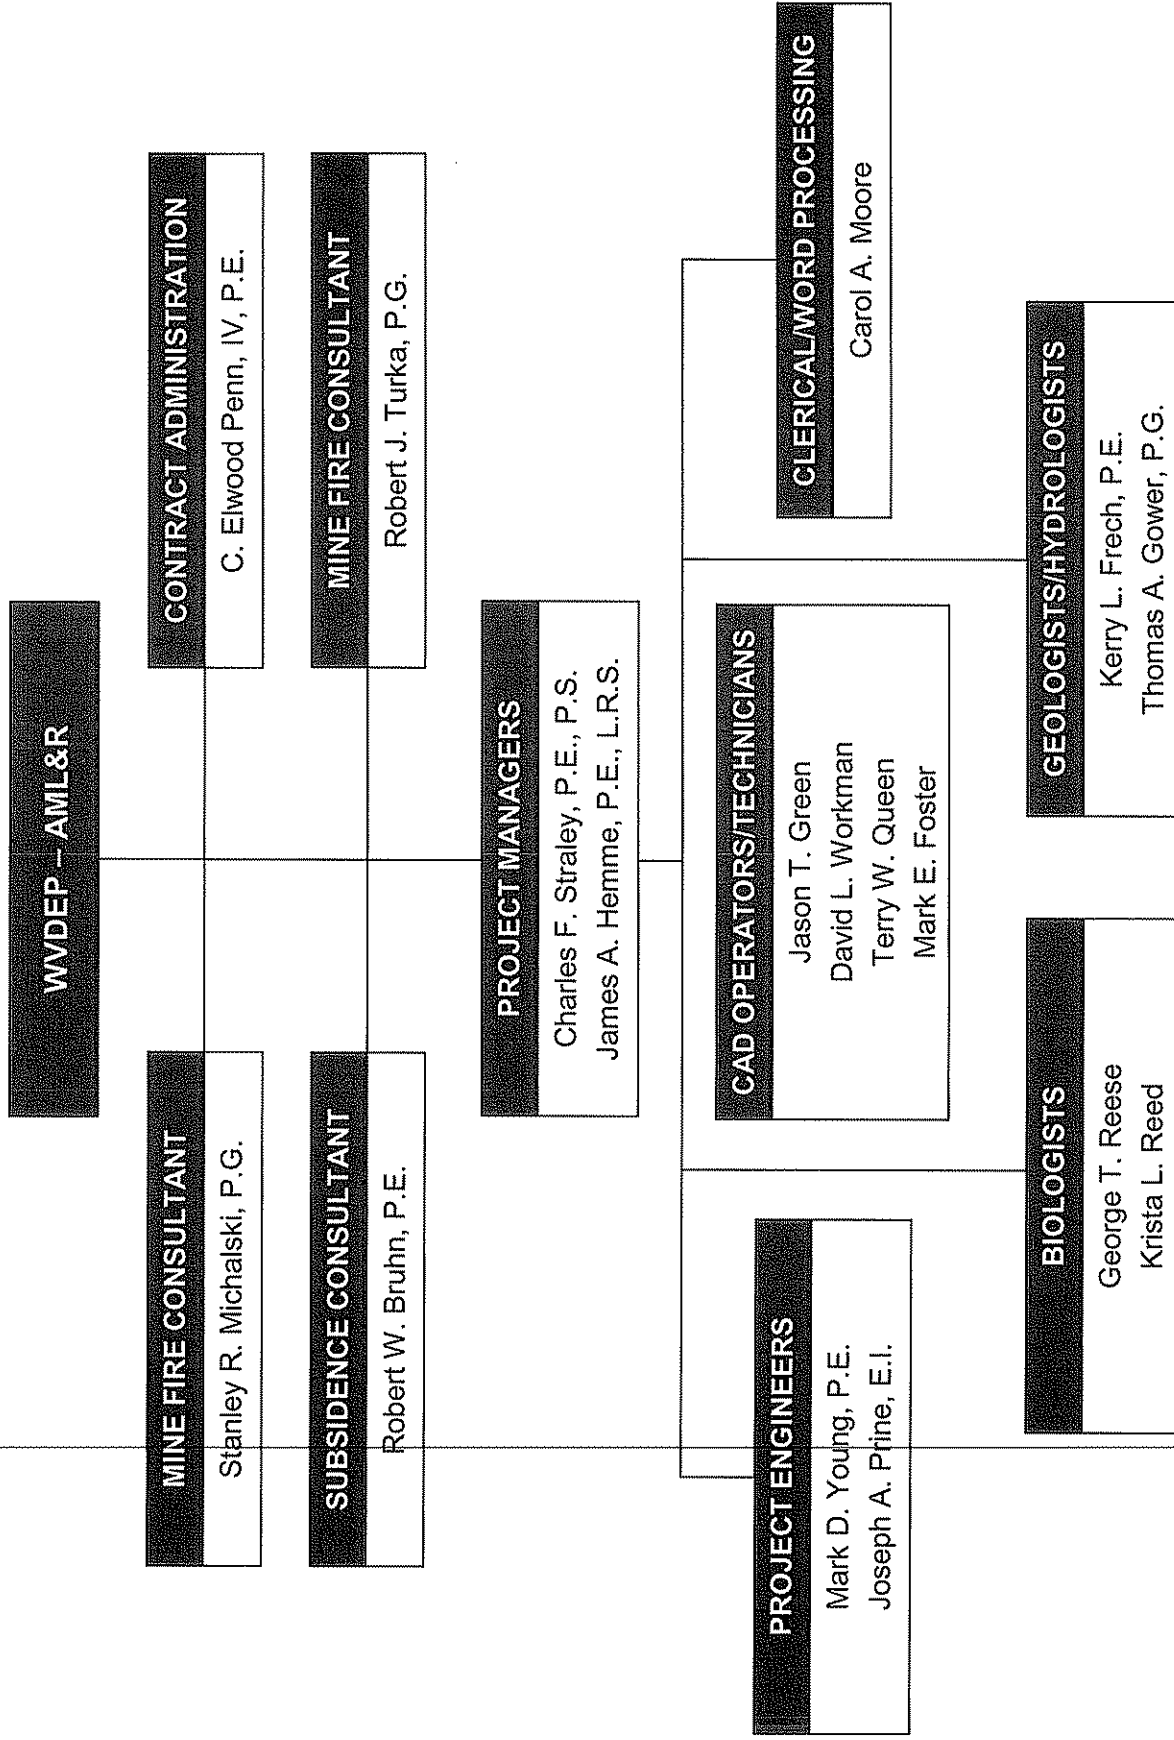 WVDEP – AML&R
MINE FIRE CONSULTANT
Stanley R. Michalski, P.G.
CONTRACT ADMINISTRATION
C. Elwood Penn, IV, P.E.
SUBSIDENCE CONSULTANT
Robert W. Bruhn, P.E.
MINE FIRE CONSULTANT
Robert J. Turka, P.G.
PROJECT MANAGERS
Charles F. Straley, P.E., P.S.
James A. Hemme, P.E., L.R.S.
PROJECT ENGINEERS
Mark D. Young, P.E.
Joseph A. Prine, E.I.
CAD OPERATORS/TECHNICIANS
Jason T. Green
David L. Workman
Terry W. Queen
Mark E. Foster
CLERICAL/WORD PROCESSING
Carol A. Moore
BIOLOGISTS
George T. Reese
Krista L. Reed
GEOLOGISTS/HYDROLOGISTS
Kerry L. Frech, P.E.
Thomas A. Gower, P.G.